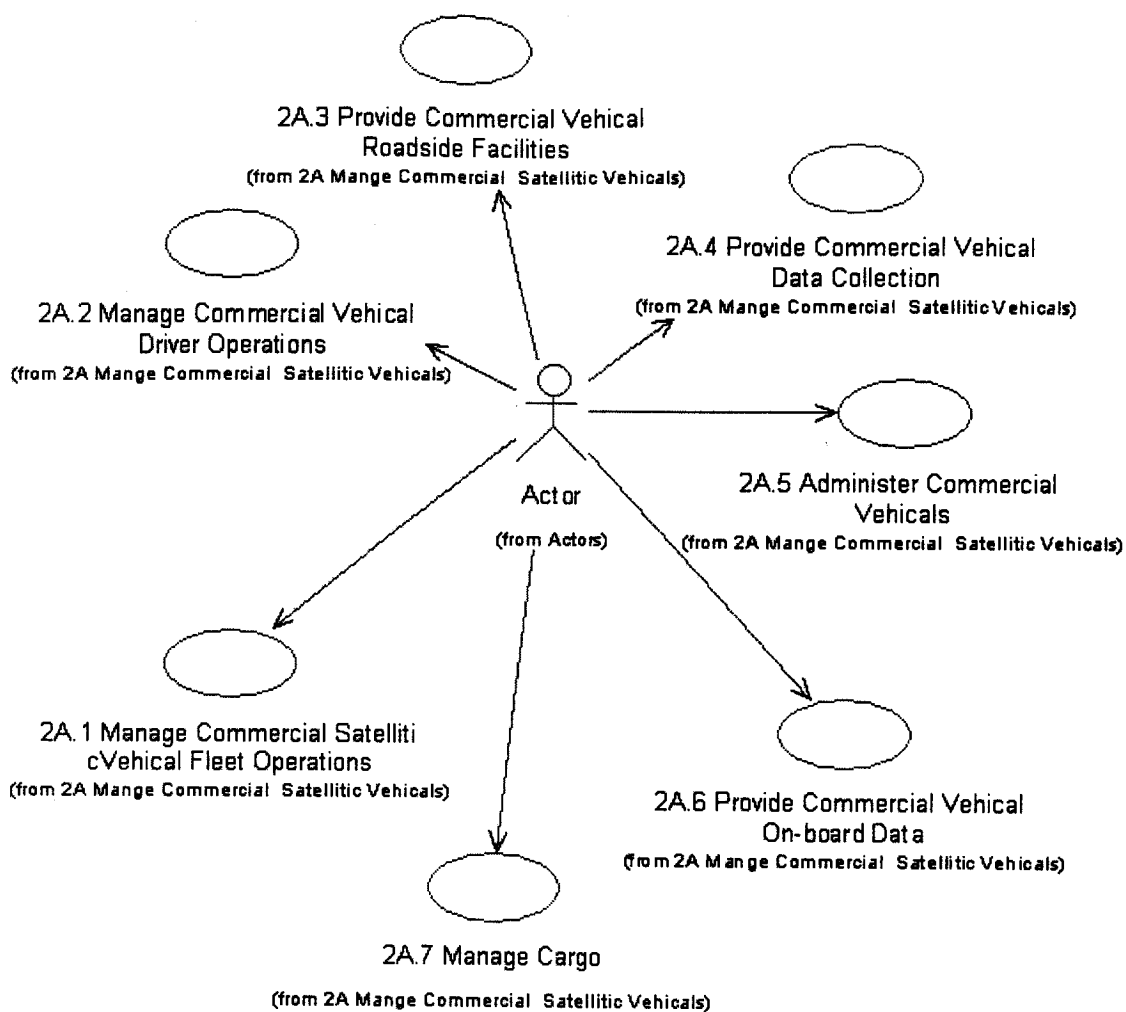 2A.3 Provide Commercial Vehical
Roadside Facilities
(from 2A Mange Commercial Satellitic Vehicals)
2A.4 Provide Commercial Vehical
Data Collection
(from 2A Mange Commercial Satellitic Vehicals)
2A.2 Manage Commercial Vehical
Driver Operations
(from 2A Mange Commercial Satellitic Vehicals)
2A.5 Administer Commercial
Vehicals
(from 2A Mange Commercial Satellitic Vehicals)
Actor
(from Actors)
2A.1 Manage Commercial Satelliti
cVehical Fleet Operations
(from 2A Mange Commercial Satellitic Vehicals)
2A.6 Provide Commercial Vehical
On-board Data
(from 2A Mange Commercial Satellitic Vehicals)
2A.7 Manage Cargo
(from 2A Mange Commercial Satellitic Vehicals)